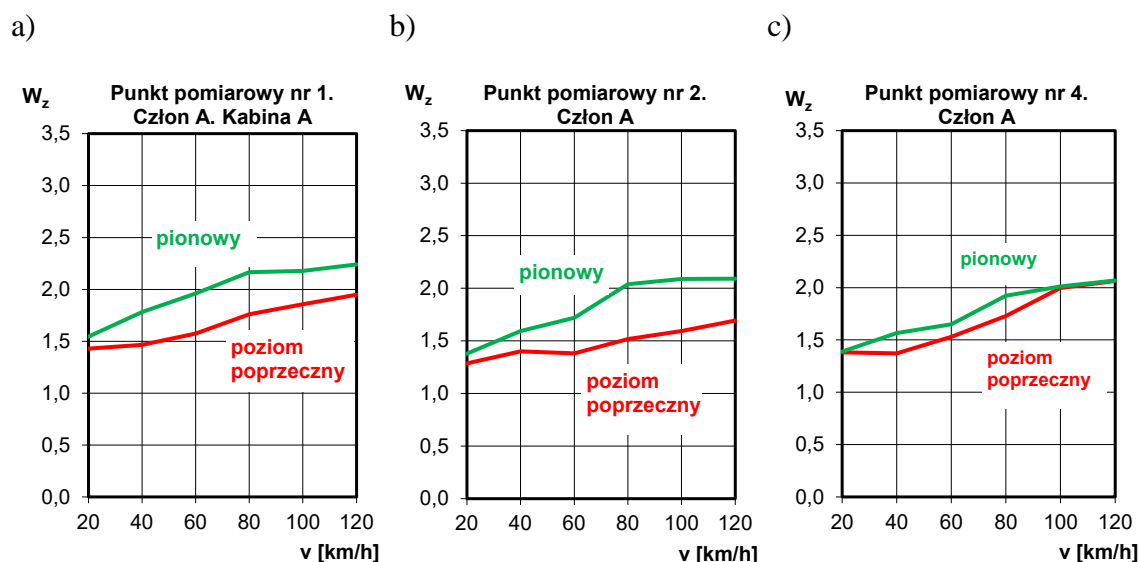 a)
b)
c)
W_z
Punkt pomiarowy nr 1.
Człon A. Kabina A
3,5
3,0
2,5
2,0
1,5
1,0
0,5
0,0
pionowy
poziom
poprzeczny
20 40 60 80 100 120
v [km/h]
W_z
Punkt pomiarowy nr 2.
Człon A
3,5
3,0
2,5
2,0
1,5
1,0
0,5
0,0
pionowy
poziom
poprzeczny
20 40 60 80 100 120
v [km/h]
W_z
Punkt pomiarowy nr 4.
Człon A
3,5
3,0
2,5
2,0
1,5
1,0
0,5
0,0
pionowy
poziom
poprzeczny
20 40 60 80 100 120
v [km/h]